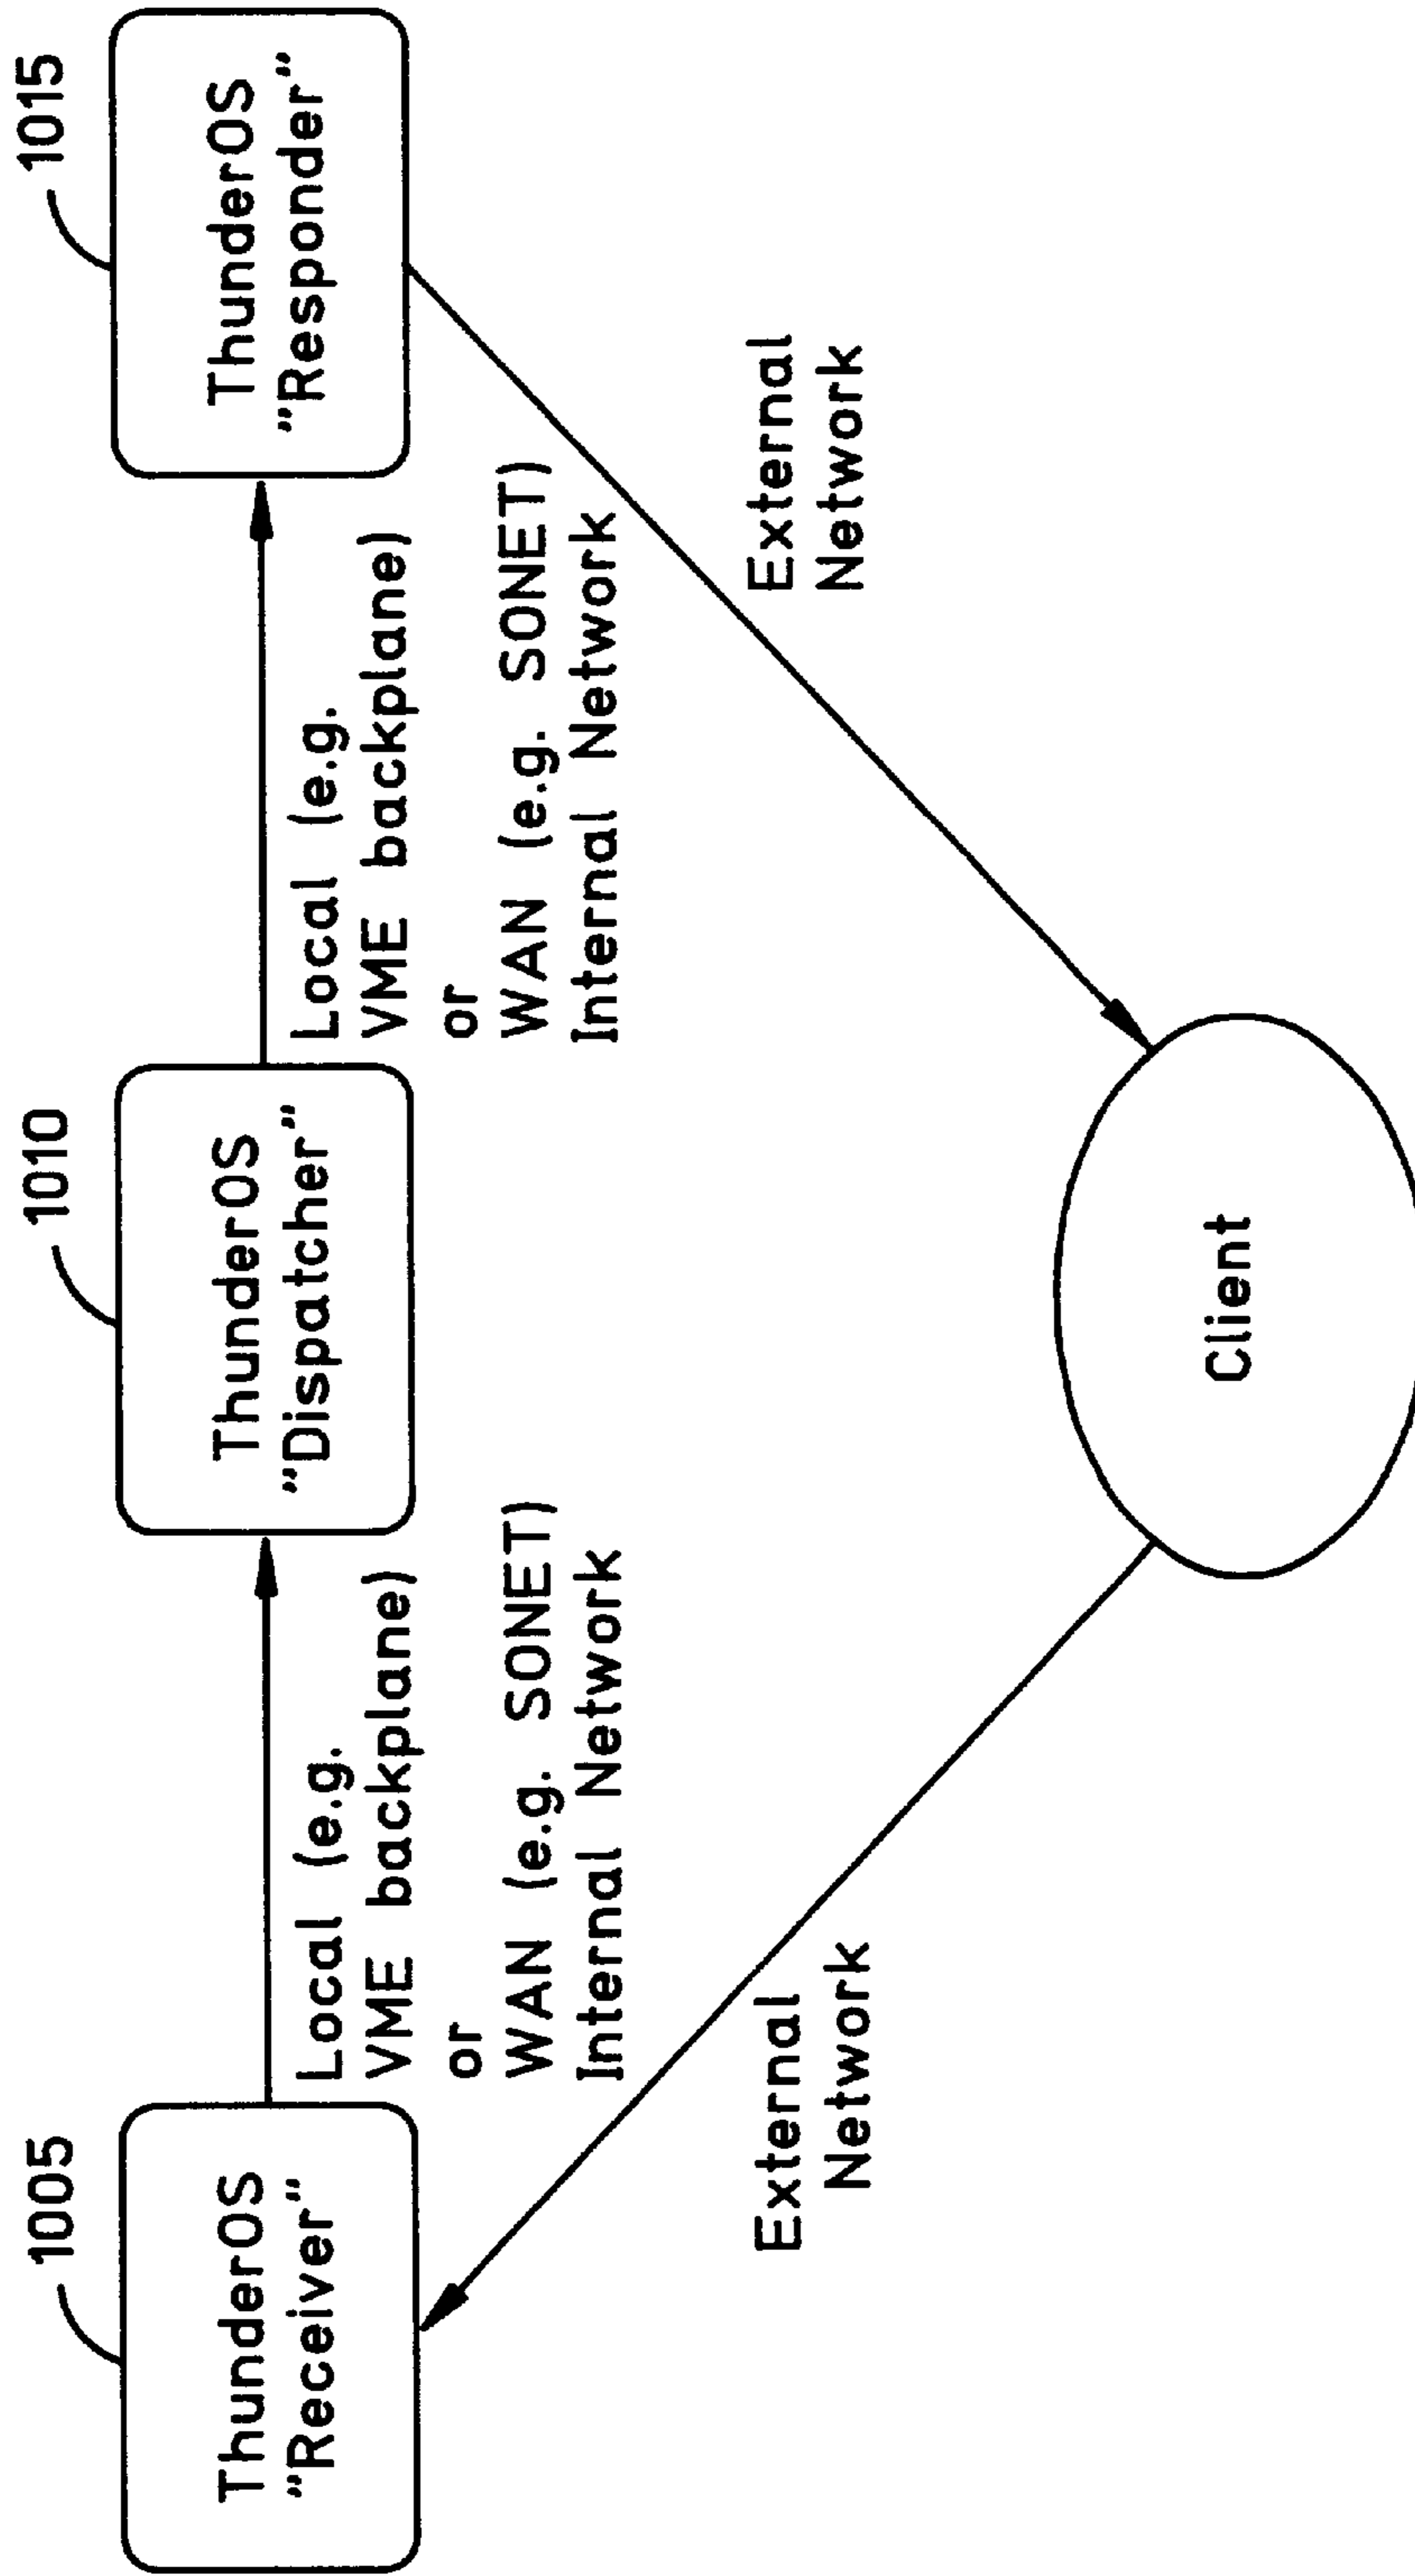 1005
ThunderOS
"Receiver"
Local (e.g.
VME backplane)
or
WAN (e.g. SONET)
Internal Network
1010
ThunderOS
"Dispatcher"
Local (e.g.
VME backplane)
or
WAN (e.g. SONET)
Internal Network
1015
ThunderOS
"Responder"
External
Network
External
Network
Client